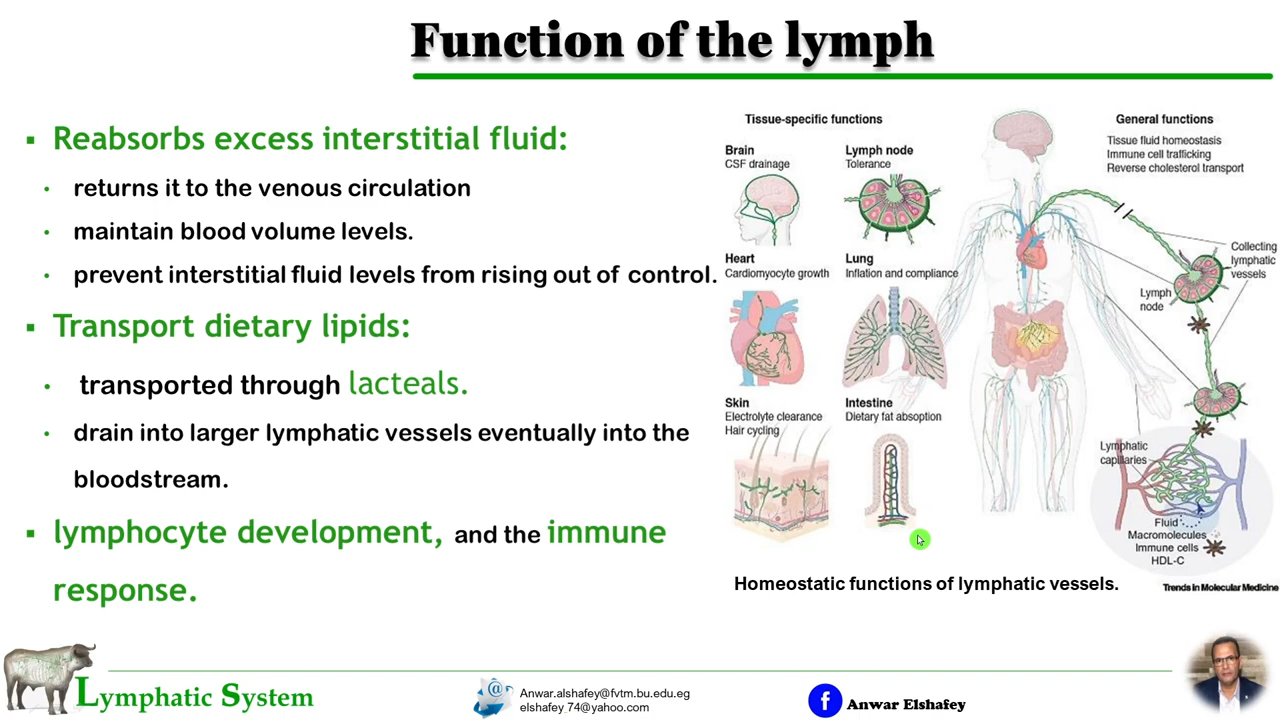 Function of the lymph
Reabsorbs excess interstitial fluid:
returns it to the venous circulation
maintain blood volume levels.
prevent interstitial fluid levels from rising out of control.
Transport dietary lipids:
transported through lacteals.
drain into larger lymphatic vessels eventually into the
bloodstream.
lymphocyte development, and the immune
response.
Tissue-specific functions
Brain
CSF drainage
Lymph node
Tolerance
Heart
Cardiomyocyte growth
Lung
Inflation and compliance
Skin
Electrolyte clearance
Hair cycling
Intestine
Dietary fat absoption
General functions
Tissue fluid homeostasis
Immune cell trafficking
Reverse cholesterol transport
Collecting
lymphatic
vessels
Lymph
node
Lymphatic
capillaries
Fluid
Macromolecules
Immune cells
HDL-C
Homeostatic functions of lymphatic vessels.
Trends in Molecular Medicine
Lymphatic System
Anwar.alshafey@fvtm.bu.edu.eg
elshafey 74@yahoo.com
f
Anwar Elshafey